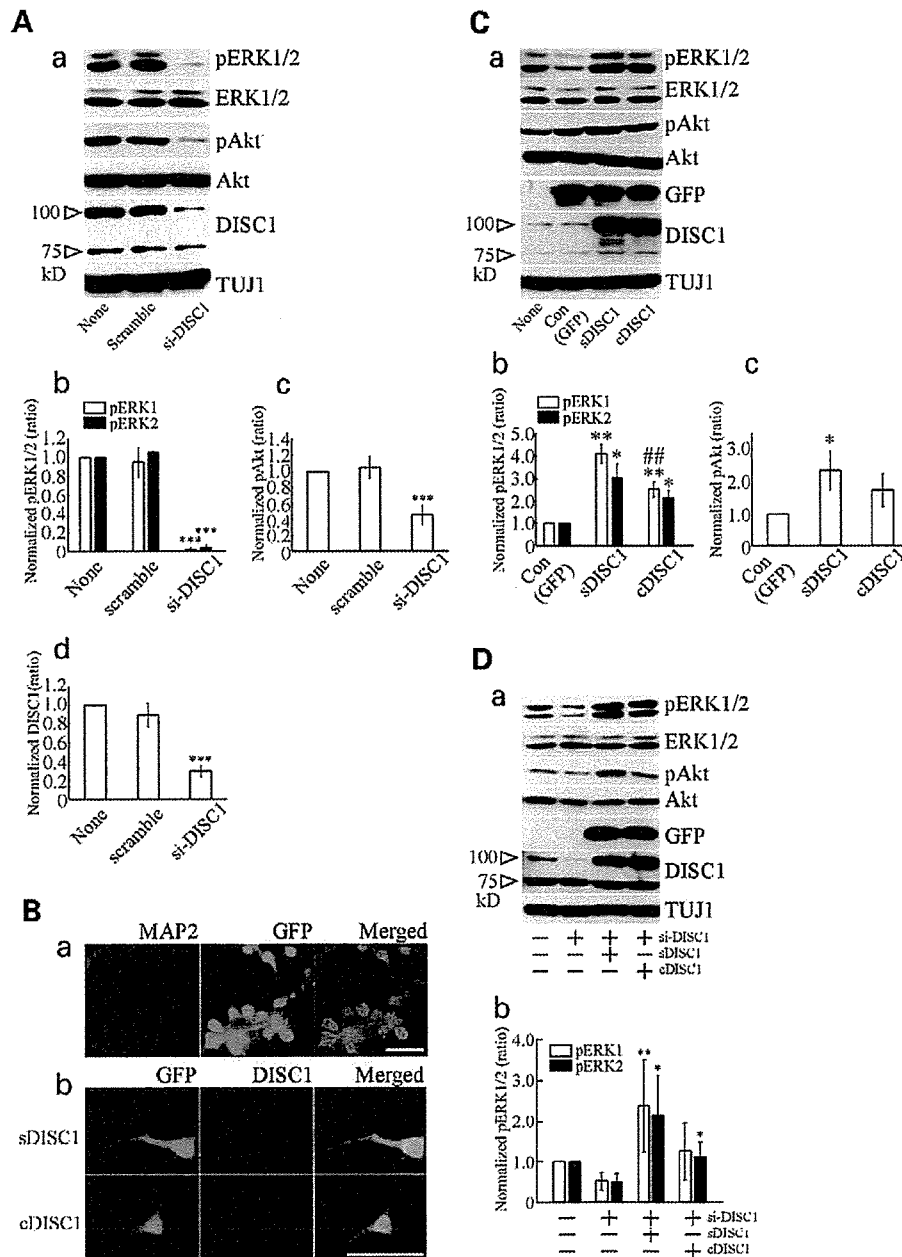 A
a
pERK1/2
ERK1/2
pAkt
Akt
100
DISC1
75
kD
TUJ1
None
Scramble
si-DISC1
b
pERK1
pERK2
Normalized pERK1/2 (ratio)
1.2
1.0
0.8
0.6
0.4
0.2
0
***
***
None
scramble
si-DISC1
c
Normalized pAkt (ratio)
1.4
1.2
1.0
0.8
0.6
0.4
0.2
0
***
None
scramble
si-DISC1
d
Normalized DISC1(ratio)
1.2
1.0
0.8
0.6
0.4
0.2
0
***
None
scramble
si-DISC1
B
a
MAP2 GFP Merged
b
GFP DISC1 Merged
sDISC1
cDISC1
C
a
pERK1/2
ERK1/2
pAkt
Akt
GFP
100
DISC1
75
kD
TUJ1
None
Con
(GFP)
sDISC1
cDISC1
b
pERK1
pERK2
Normalized pERK1/2 (ratio)
5.0
4.0
3.0
2.0
1.0
0
**
*
##
**
*
Con
(GFP)
sDISC1
cDISC1
c
Normalized pAkt (ratio)
3.0
2.0
1.0
0
*
Con
(GFP)
sDISC1
cDISC1
D
a
pERK1/2
ERK1/2
pAkt
Akt
GFP
100
DISC1
75
kD
TUJ1
− + + + si-DISC1
− − + − sDISC1
− − − + cDISC1
b
pERK1
pERK2
Normalized pERK1/2 (ratio)
4.0
3.0
2.0
1.0
0
**
*
*
− + + + si-DISC1
− − + − sDISC1
− − − + cDISC1